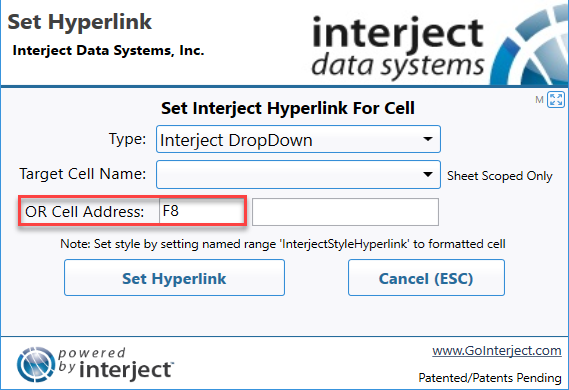 Set Hyperlink
Interject Data Systems, Inc.
interject
data systems
M
Set Interject Hyperlink For Cell
Type: Interject DropDown
Target Cell Name: Sheet Scoped Only
OR Cell Address: F8
Note: Set style by setting named range 'InterjectStyleHyperlink' to formatted cell
Set Hyperlink Cancel (ESC)
powered
by interject™
www.GoInterject.com
Patented/Patents Pending